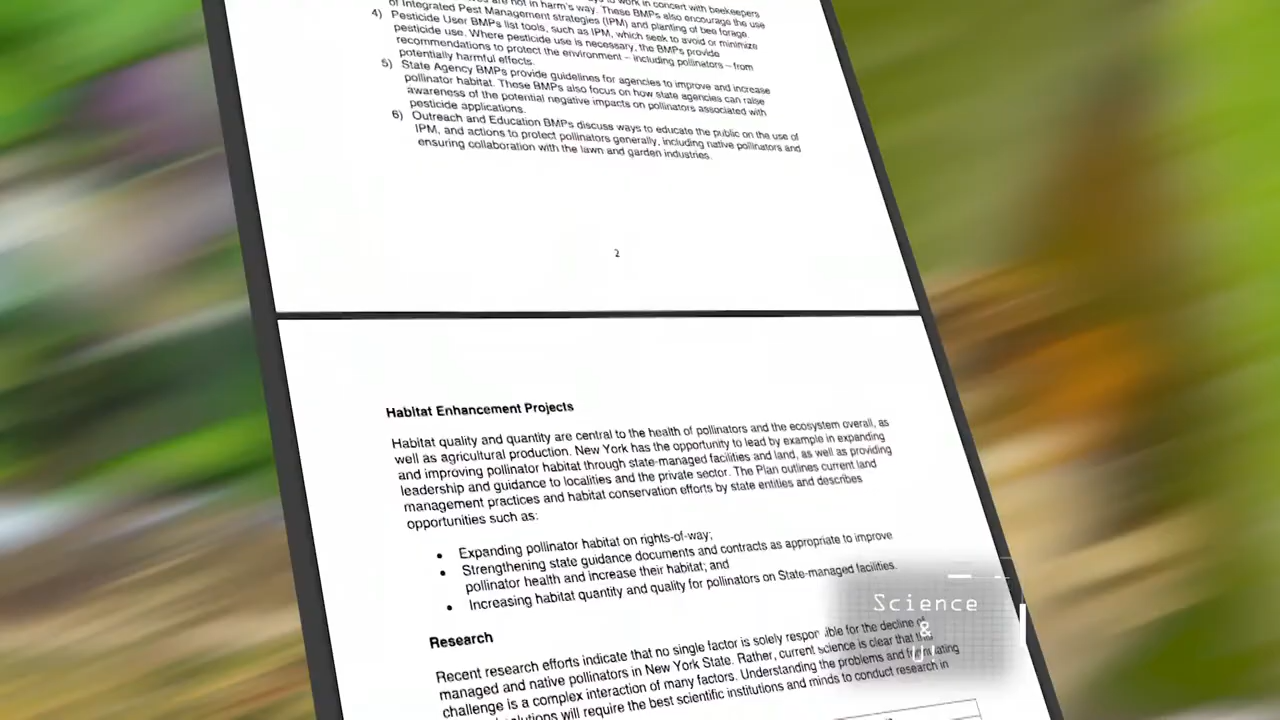 are not in harm's way. These BMPs also encourage the use
of Integrated Pest Management strategies (IPM) and planting of bee forage.
4) Pesticide User BMPs list tools, such as IPM, which seek to avoid or minimize
pesticide use. Where pesticide use is necessary, the BMPs provide
recommendations to protect the environment – including pollinators – from
potentially harmful effects.
5) State Agency BMPs provide guidelines for agencies to improve and increase
pollinator habitat. These BMPs also focus on how state agencies can raise
awareness of the potential negative impacts on pollinators associated with
pesticide applications.
6) Outreach and Education BMPs discuss ways to educate the public on the use of
IPM, and actions to protect pollinators generally, including native pollinators and
ensuring collaboration with the lawn and garden industries.
2
Habitat Enhancement Projects
Habitat quality and quantity are central to the health of pollinators and the ecosystem overall, as
well as agricultural production. New York has the opportunity to lead by example in expanding
and improving pollinator habitat through state-managed facilities and land, as well as providing
leadership and guidance to localities and the private sector. The Plan outlines current land
management practices and habitat conservation efforts by state entities and describes
opportunities such as:
• Expanding pollinator habitat on rights-of-way;
• Strengthening state guidance documents and contracts as appropriate to improve
pollinator health and increase their habitat; and
• Increasing habitat quantity and quality for pollinators on State-managed facilities.
Research
Recent research efforts indicate that no single factor is solely responsible for the decline of
managed and native pollinators in New York State. Rather, current science is clear that the
challenge is a complex interaction of many factors. Understanding the problems and formulating
solutions will require the best scientific institutions and minds to conduct research in
Science
&
U!